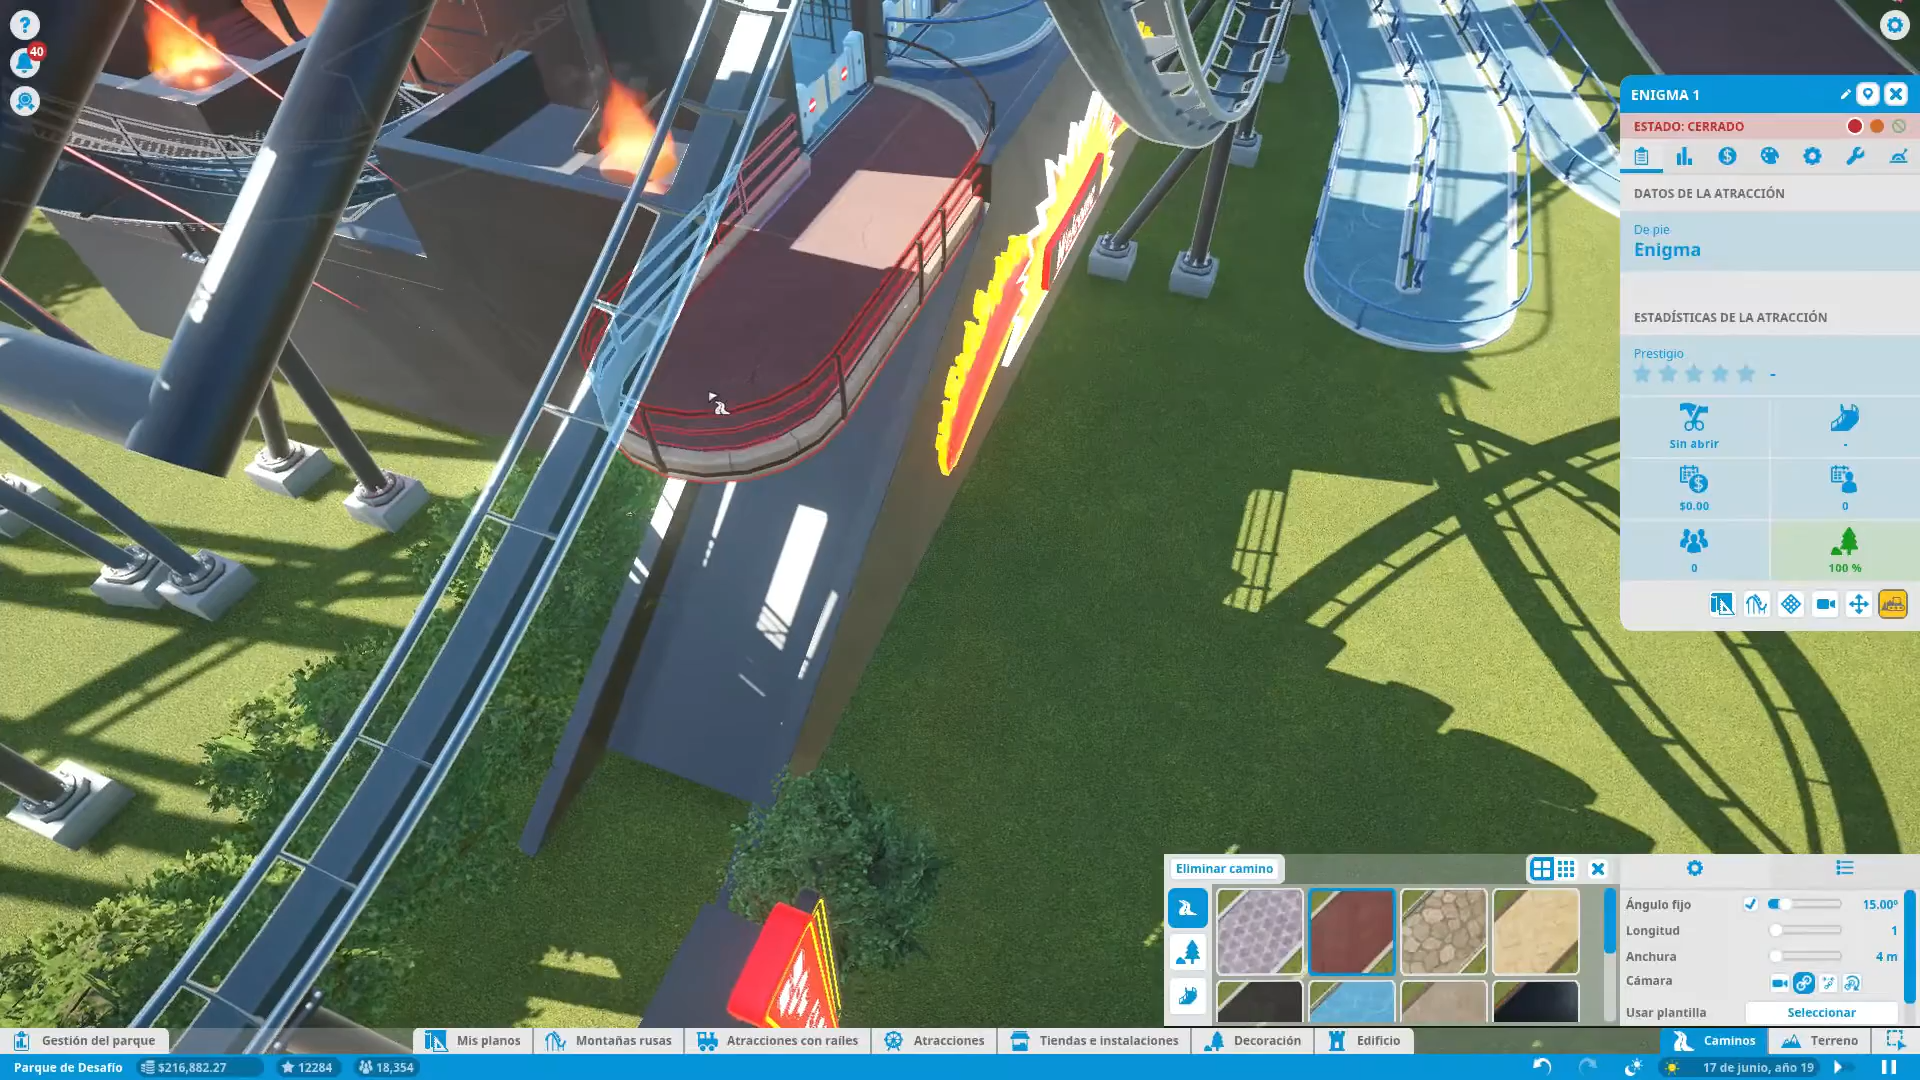 40
ENIGMA 1
ESTADO: CERRADO
DATOS DE LA ATRACCIÓN
De pie
Enigma
ESTADÍSTICAS DE LA ATRACCIÓN
Prestigio
-
Sin abrir
-
$0.00
0
0
100 %
Eliminar camino
Ángulo fijo
15.00º
Longitud
1
Anchura
4 m
Cámara
Usar plantilla
Seleccionar
Gestión del parque
Mis planos
Montañas rusas
Atracciones con raíles
Atracciones
Tiendas e instalaciones
Decoración
Edificio
Caminos
Terreno
Parque de Desafío
$216,882.27
12284
18,354
17 de junio, año 19